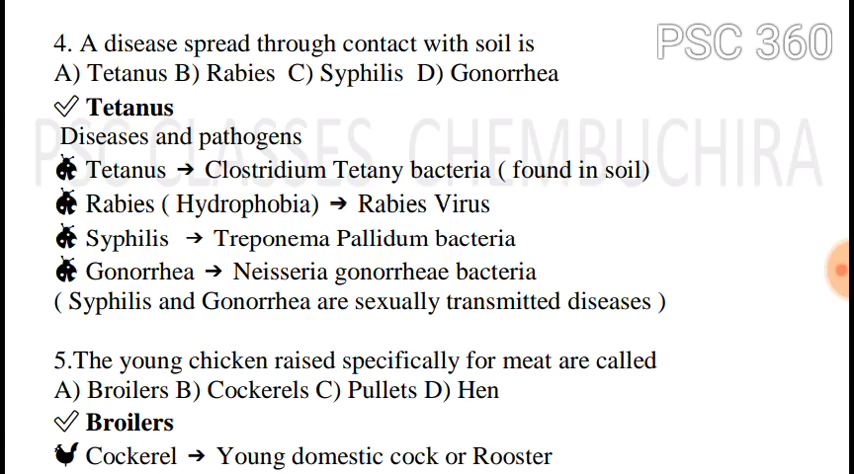 PSC 360
4. A disease spread through contact with soil is
A) Tetanus B) Rabies C) Syphilis D) Gonorrhea
✓ Tetanus
PSC CLASSES CHEMBUCHIRA
Diseases and pathogens
Tetanus → Clostridium Tetany bacteria ( found in soil)
Rabies ( Hydrophobia) → Rabies Virus
Syphilis → Treponema Pallidum bacteria
Gonorrhea → Neisseria gonorrheae bacteria
( Syphilis and Gonorrhea are sexually transmitted diseases )
5.The young chicken raised specifically for meat are called
A) Broilers B) Cockerels C) Pullets D) Hen
✓ Broilers
Cockerel → Young domestic cock or Rooster